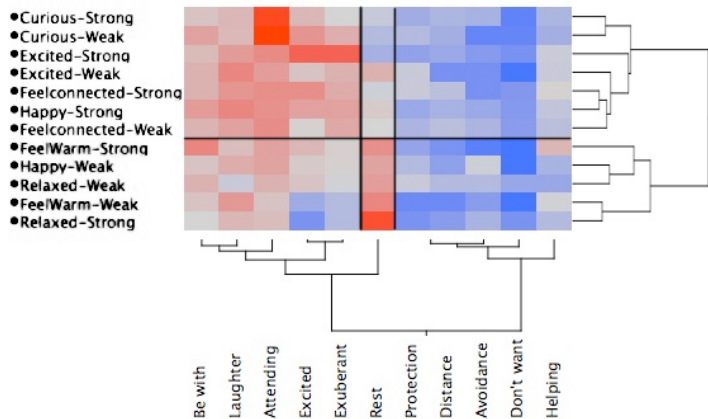 ●Curious-Strong
●Curious-Weak
●Excited-Strong
●Excited-Weak
●Feelconnected-Strong
●Happy-Strong
●Feelconnected-Weak
●FeelWarm-Strong
●Happy-Weak
●Relaxed-Weak
●FeelWarm-Weak
●Relaxed-Strong
Be with
Laughter
Attending
Excited
Exuberant
Rest
Protection
Distance
Avoidance
Don't want
Helping